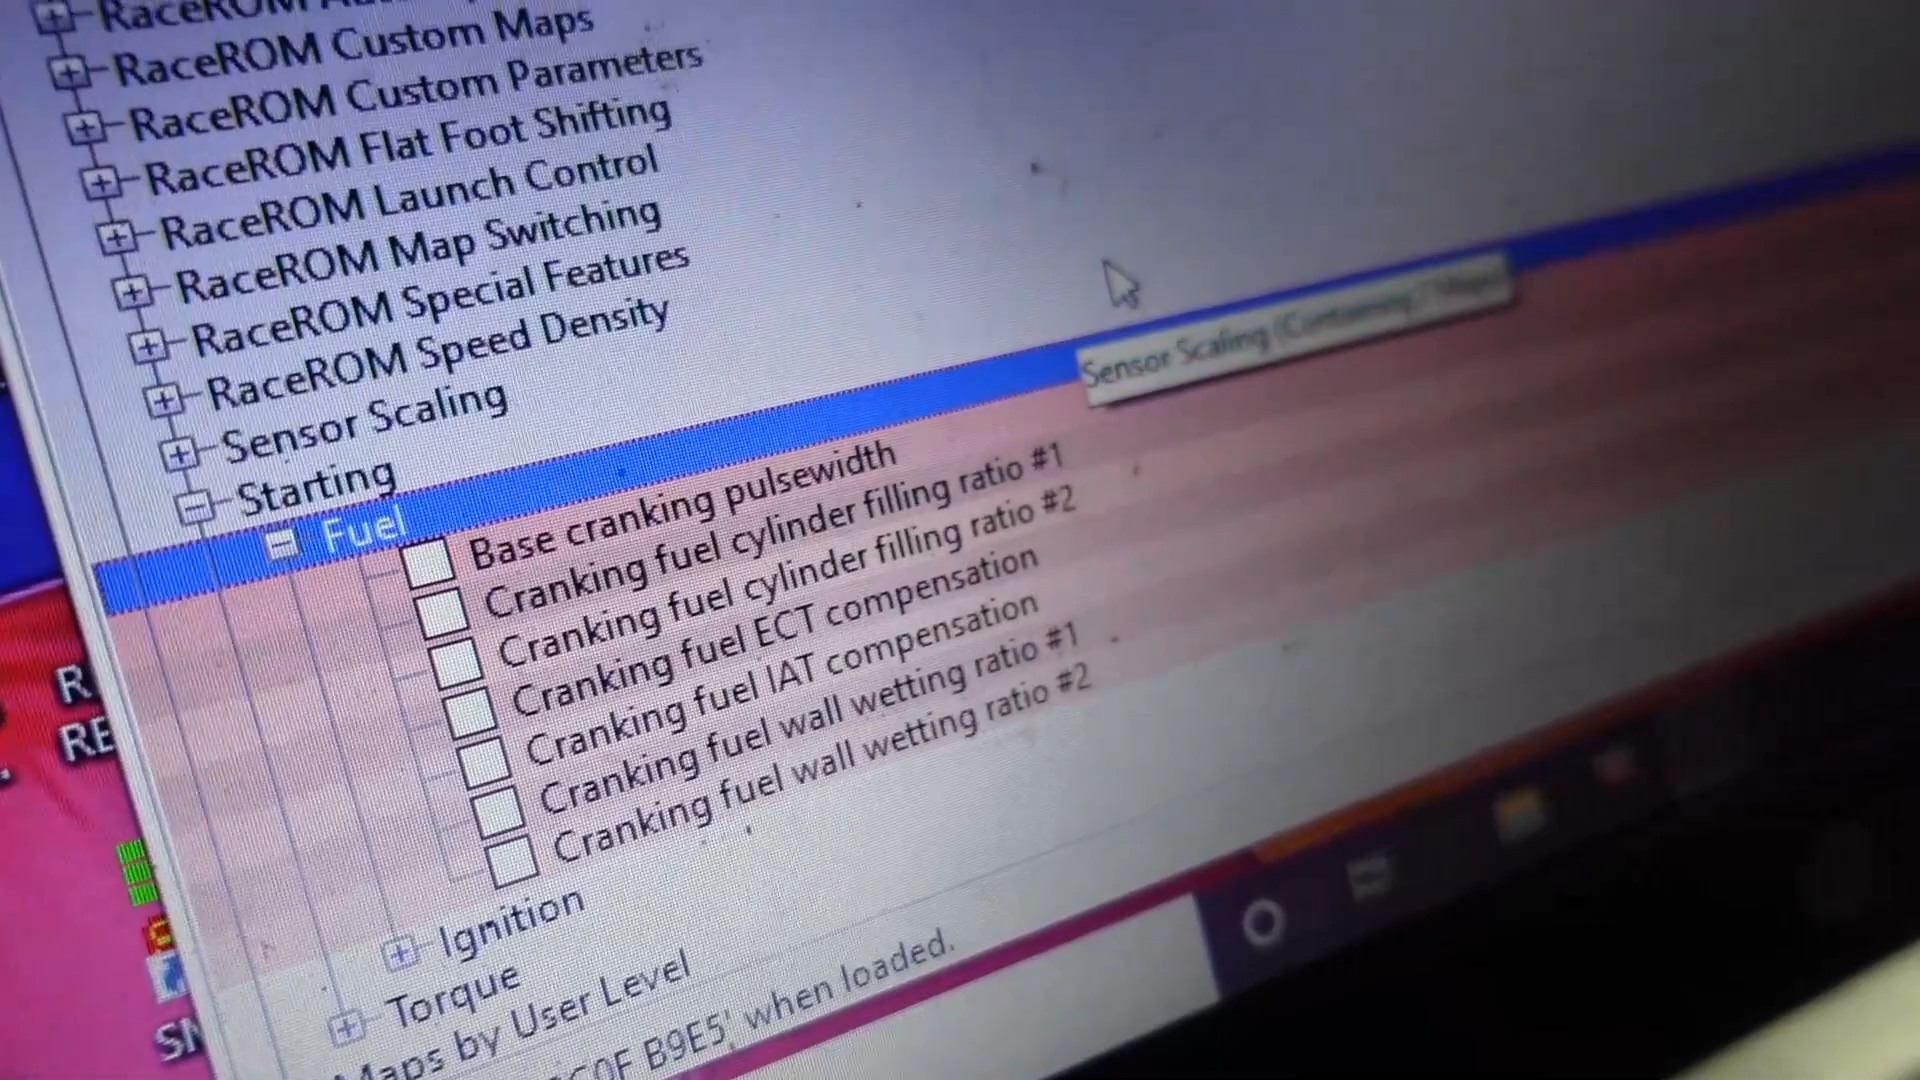 RaceROM
RaceROM Custom Maps
RaceROM Custom Parameters
RaceROM Flat Foot Shifting
RaceROM Launch Control
RaceROM Map Switching
RaceROM Special Features
RaceROM Speed Density
Sensor Scaling
Sensor Scaling
Starting
Fuel
Base cranking pulsewidth
Cranking fuel cylinder filling ratio #1
Cranking fuel cylinder filling ratio #2
Cranking fuel ECT compensation
Cranking fuel IAT compensation
Cranking fuel wall wetting ratio #1
Cranking fuel wall wetting ratio #2
Ignition
Torque
Maps by User Level
B9E5' when loaded.